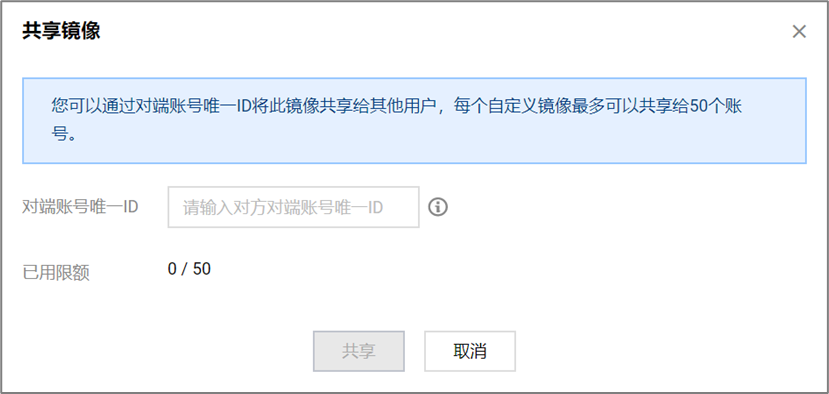 共享镜像
您可以通过对端账号唯一ID将此镜像共享给其他用户，每个自定义镜像最多可以共享给50个账
号。
对端账号唯一ID 请输入对方对端账号唯一ID
已用限额 0 / 50
共享 取消